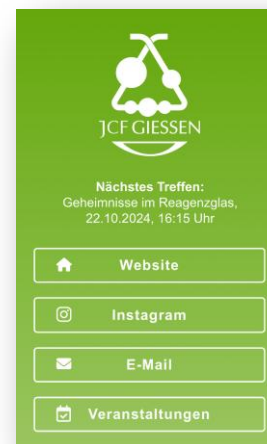 JCF GIESSEN
Nächstes Treffen:
Geheimnisse im Reagenzglas,
22.10.2024, 16:15 Uhr
Website
Instagram
E-Mail
Veranstaltungen